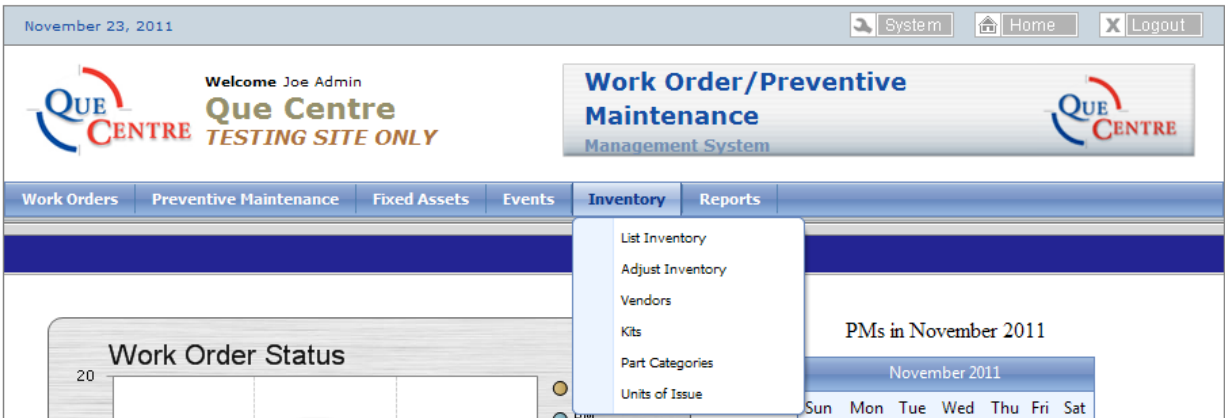 November 23, 2011
System
Home
X Logout
QUE CENTRE
Welcome Joe Admin
Que Centre
TESTING SITE ONLY
Work Order/Preventive
Maintenance
Management System
QUE CENTRE
Work Orders Preventive Maintenance Fixed Assets Events Inventory Reports
List Inventory
Adjust Inventory
Vendors
Kits
Part Categories
Units of Issue
Work Order Status
20
PMs in November 2011
November 2011
Sun Mon Tue Wed Thu Fri Sat